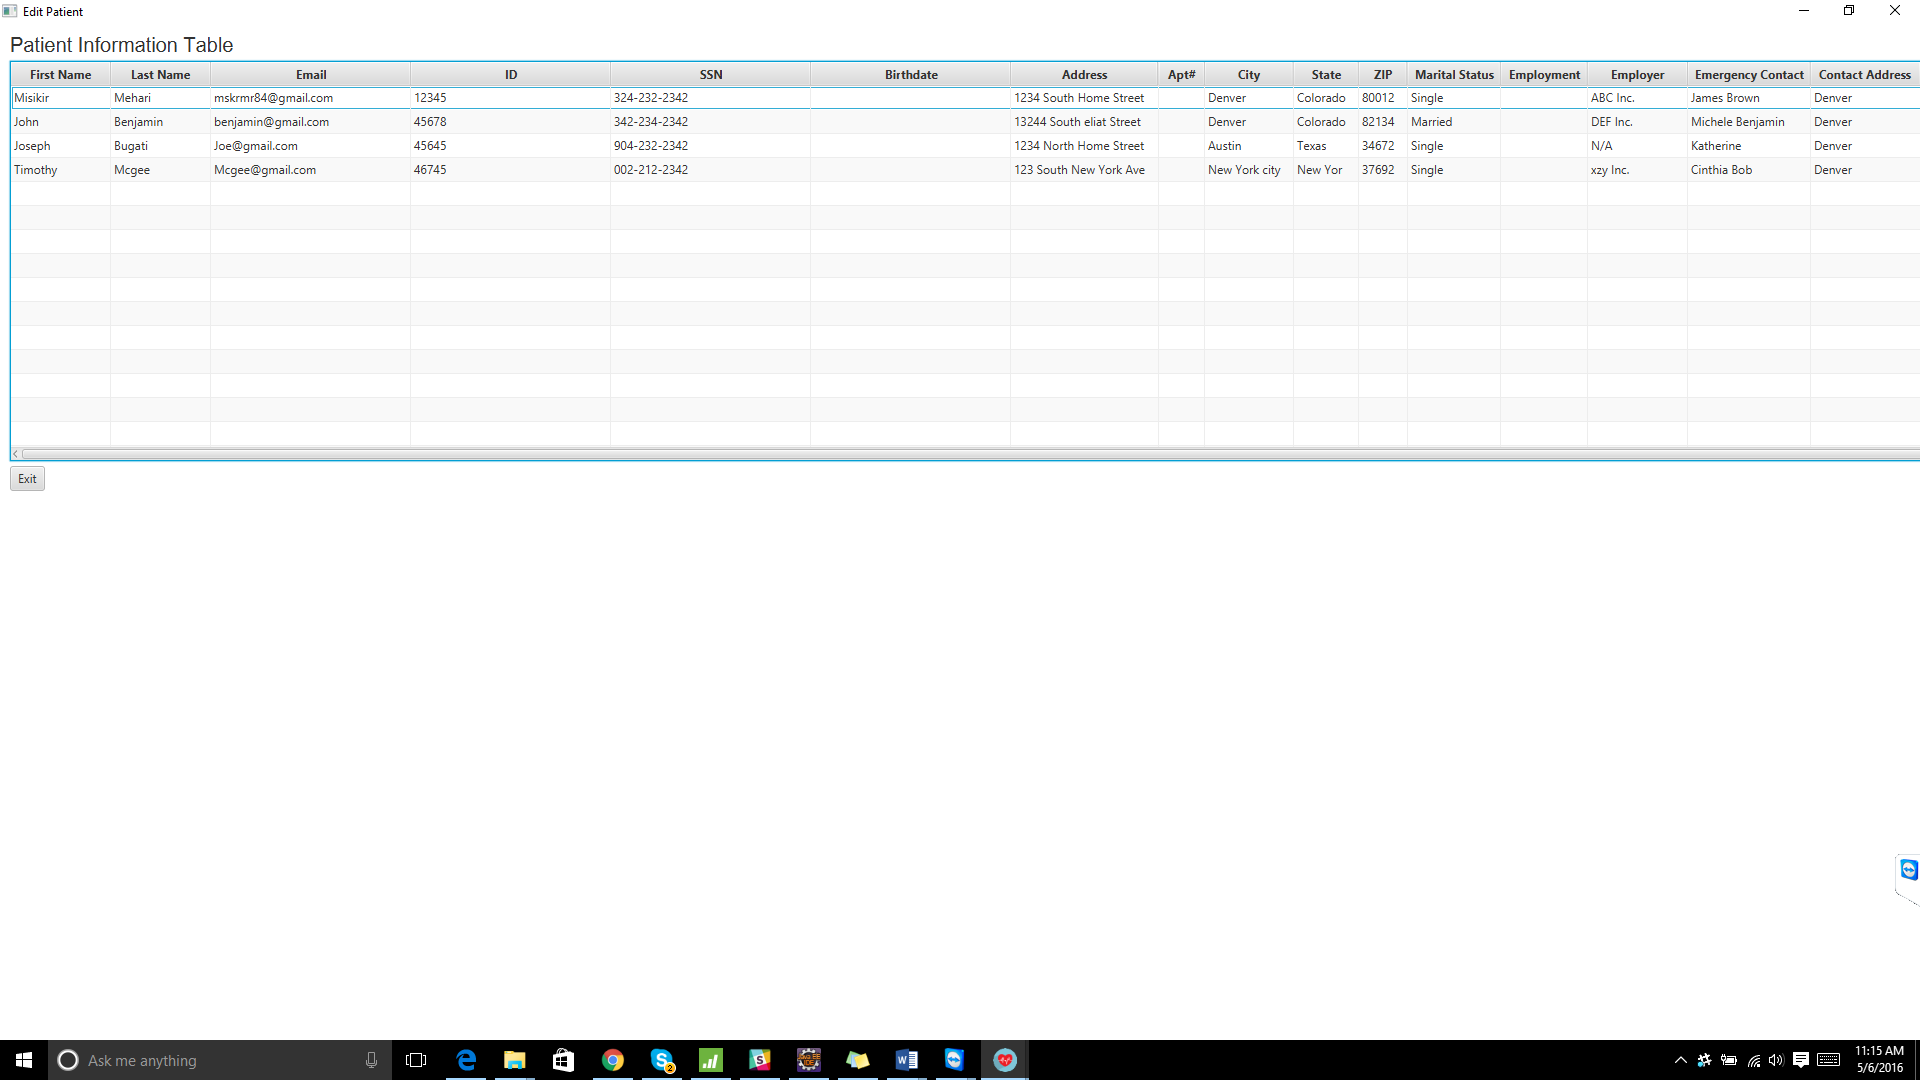 Edit Patient
Patient Information Table
First Name Last Name Email ID SSN Birthdate Address Apt# City State ZIP Marital Status Employment Employer Emergency Contact Contact Address
Misikir Mehari mskrmr84@gmail.com 12345 324-232-2342 1234 South Home Street Denver Colorado 80012 Single ABC Inc. James Brown Denver
John Benjamin benjamin@gmail.com 45678 342-234-2342 13244 South eliat Street Denver Colorado 82134 Married DEF Inc. Michele Benjamin Denver
Joseph Bugati Joe@gmail.com 45645 904-232-2342 1234 North Home Street Austin Texas 34672 Single N/A Katherine Denver
Timothy Mcgee Mcgee@gmail.com 46745 002-212-2342 123 South New York Ave New York city New Yor 37692 Single xzy Inc. Cinthia Bob Denver
Exit
Ask me anything
2
11:15 AM
5/6/2016